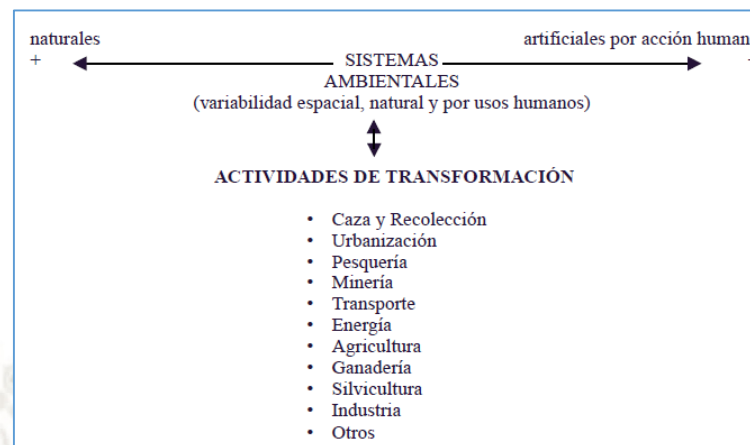 naturales artificiales por acción human
+ SISTEMAS
AMBIENTALES
(variabilidad espacial, natural y por usos humanos)
ACTIVIDADES DE TRANSFORMACIÓN
• Caza y Recolección
• Urbanización
• Pesquería
• Minería
• Transporte
• Energía
• Agricultura
• Ganadería
• Silvicultura
• Industria
• Otros